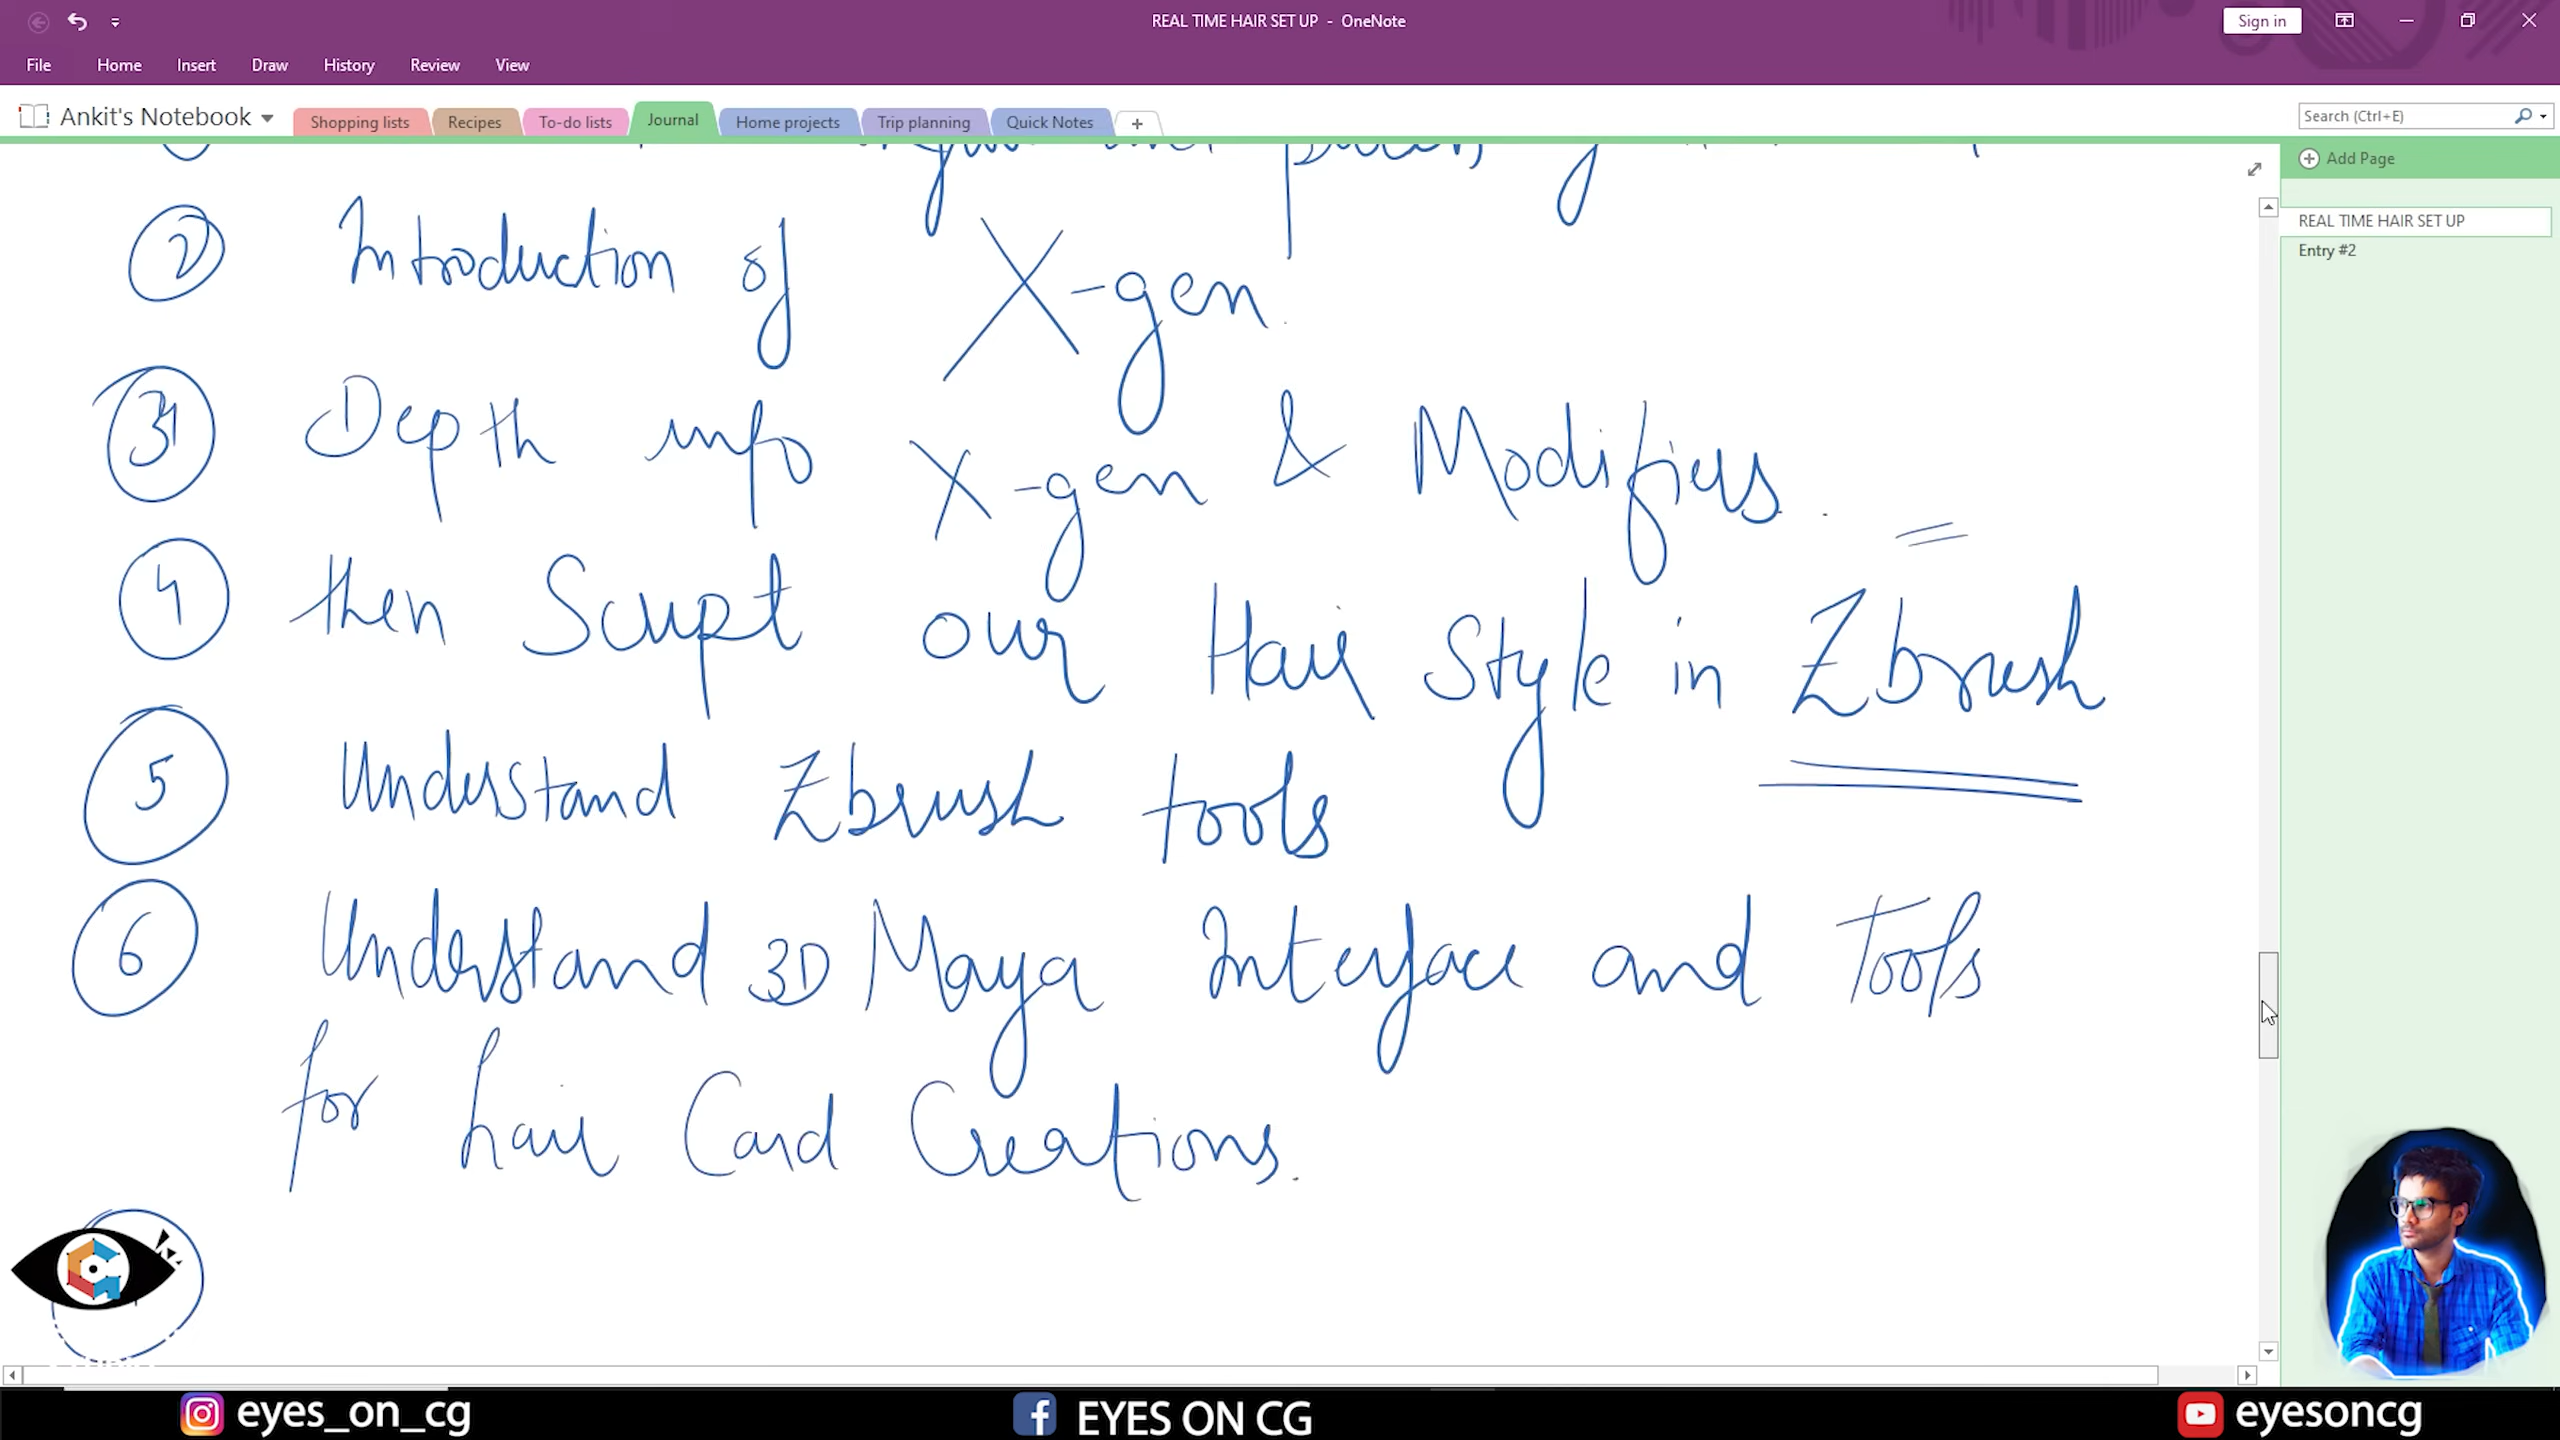 REAL TIME HAIR SET UP - OneNote
Sign in
File Home Insert Draw History Review View
Ankit's Notebook Shopping lists Recipes To-do lists Journal Home projects Trip planning Quick Notes
Search (Ctrl+E)
Add Page
REAL TIME HAIR SET UP
Entry #2
2 Introduction of X-gen.
3 Depth info X-gen & Modifiers.
4 then Sculpt our Hair Style in Zbrush
5 Understand Zbrush tools
6 Understand 3D Maya Interface and Tools
for hair Card Creations.
eyes_on_cg EYES ON CG eyesoncg